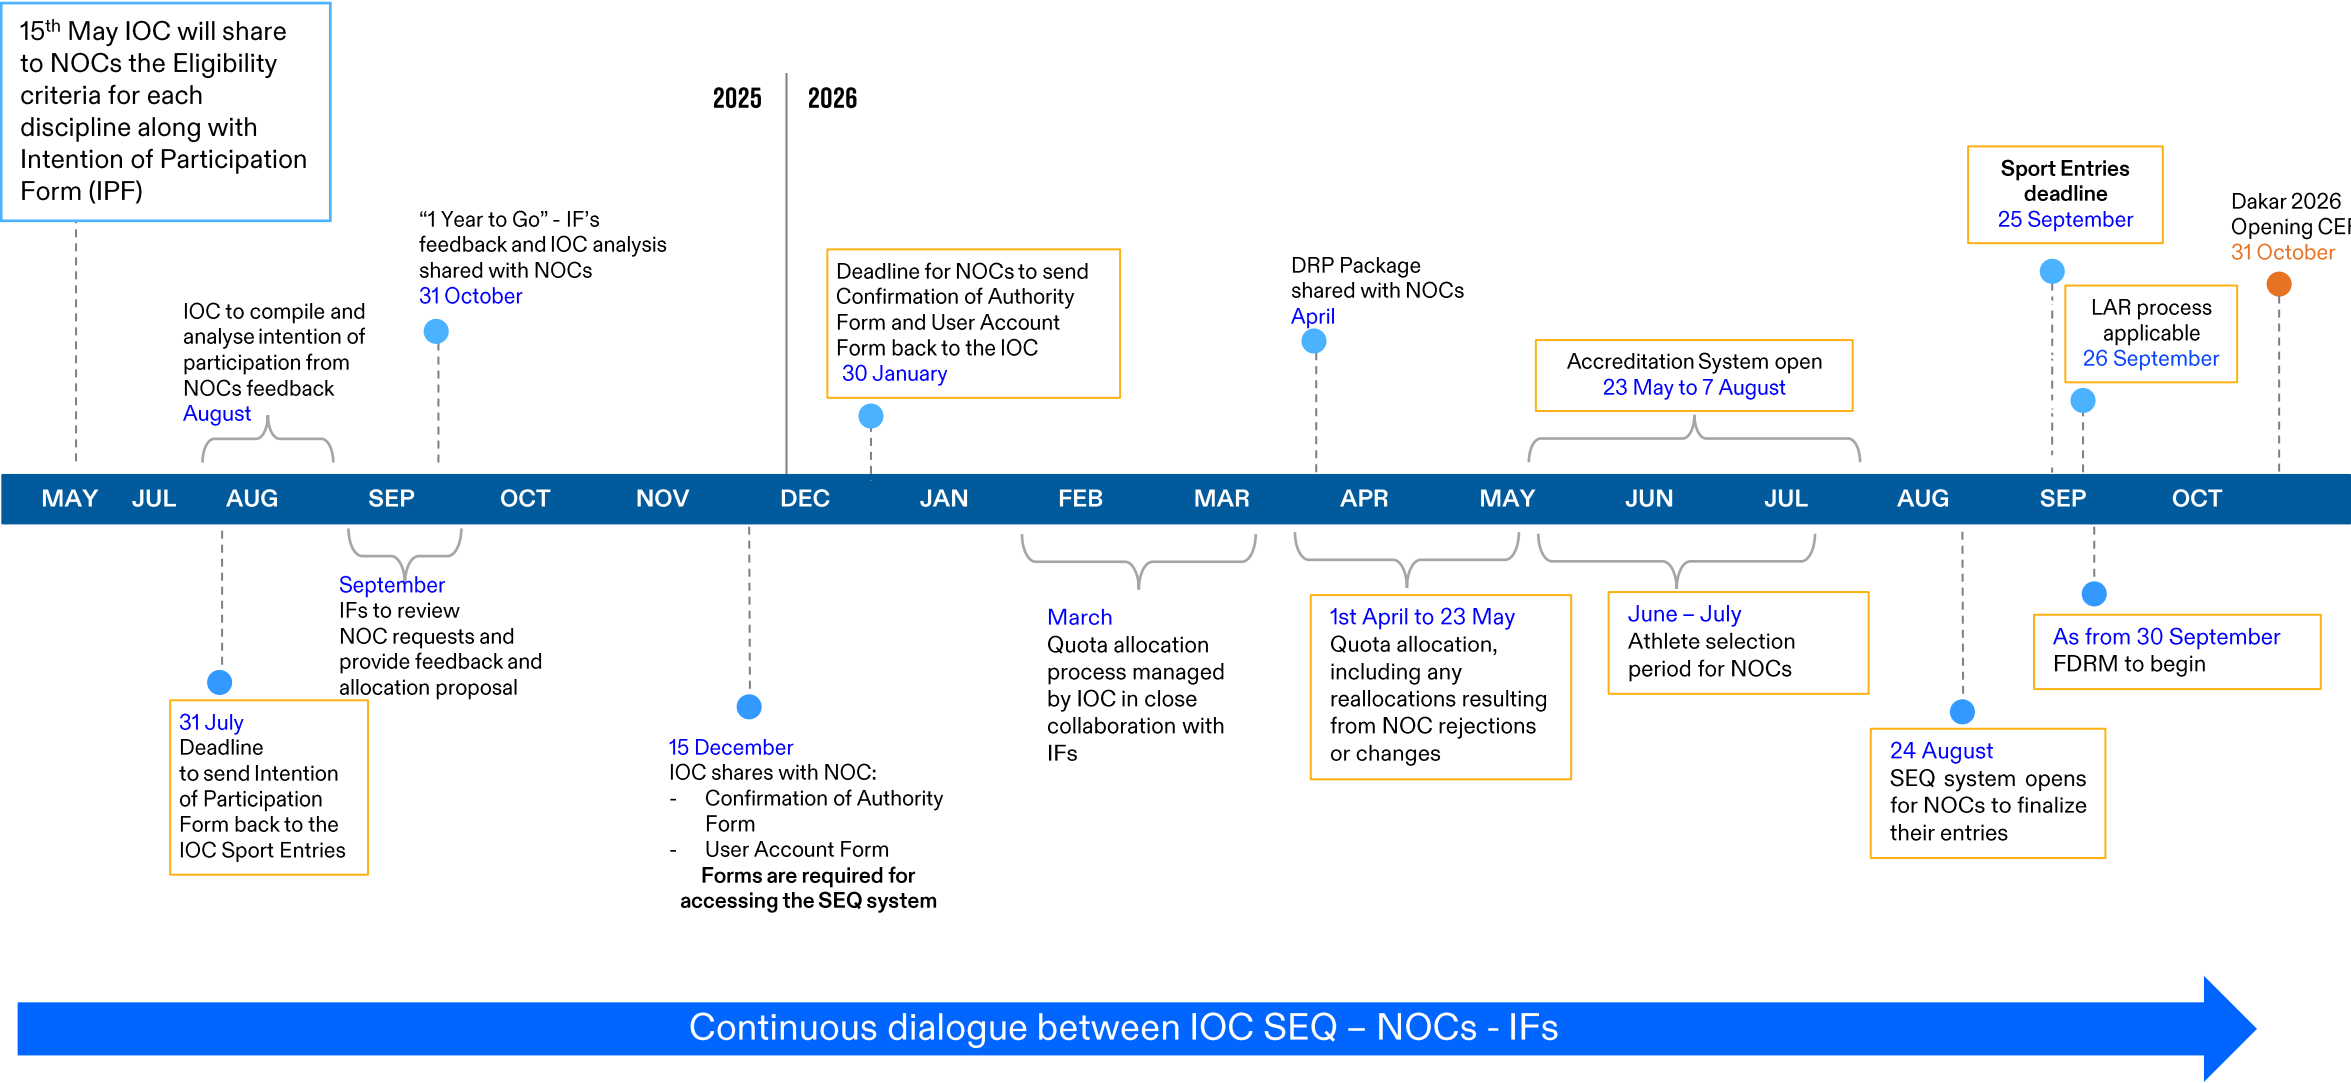 15th May IOC will share
to NOCs the Eligibility
criteria for each
discipline along with
Intention of Participation
Form (IPF)
2025
2026
Sport Entries
deadline
25 September
Dakar 2026
Opening CE
31 October
“1 Year to Go” - IF’s
feedback and IOC analysis
shared with NOCs
31 October
Deadline for NOCs to send
Confirmation of Authority
Form and User Account
Form back to the IOC
30 January
DRP Package
shared with NOCs
April
LAR process
applicable
26 September
IOC to compile and
analyse intention of
participation from
NOCs feedback
August
Accreditation System open
23 May to 7 August
MAY JUL AUG SEP OCT NOV DEC JAN FEB MAR APR MAY JUN JUL AUG SEP OCT
31 July
Deadline
to send Intention
of Participation
Form back to the
IOC Sport Entries
September
IFs to review
NOC requests and
provide feedback and
allocation proposal
15 December
IOC shares with NOC:
- Confirmation of Authority
Form
- User Account Form
Forms are required for
accessing the SEQ system
March
Quota allocation
process managed
by IOC in close
collaboration with
IFs
1st April to 23 May
Quota allocation,
including any
reallocations resulting
from NOC rejections
or changes
June – July
Athlete selection
period for NOCs
24 August
SEQ system opens
for NOCs to finalize
their entries
As from 30 September
FDRM to begin
Continuous dialogue between IOC SEQ – NOCs - IFs